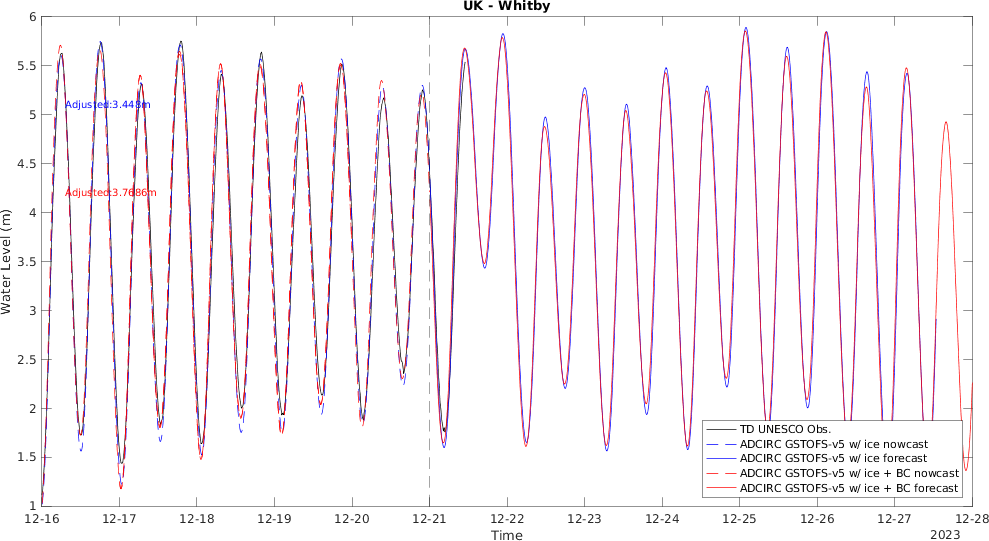 UK - Whitby
6
5.5
5
4.5
4
3.5
3
2.5
2
1.5
1
Water Level (m)
Adjusted:3.448m
Adjusted:3.7686m
TD UNESCO Obs.
ADCIRC GSTOFS-v5 w/ ice nowcast
ADCIRC GSTOFS-v5 w/ ice forecast
ADCIRC GSTOFS-v5 w/ ice + BC nowcast
ADCIRC GSTOFS-v5 w/ ice + BC forecast
12-16 12-17 12-18 12-19 12-20 12-21 12-22 12-23 12-24 12-25 12-26 12-27 12-28
Time
2023